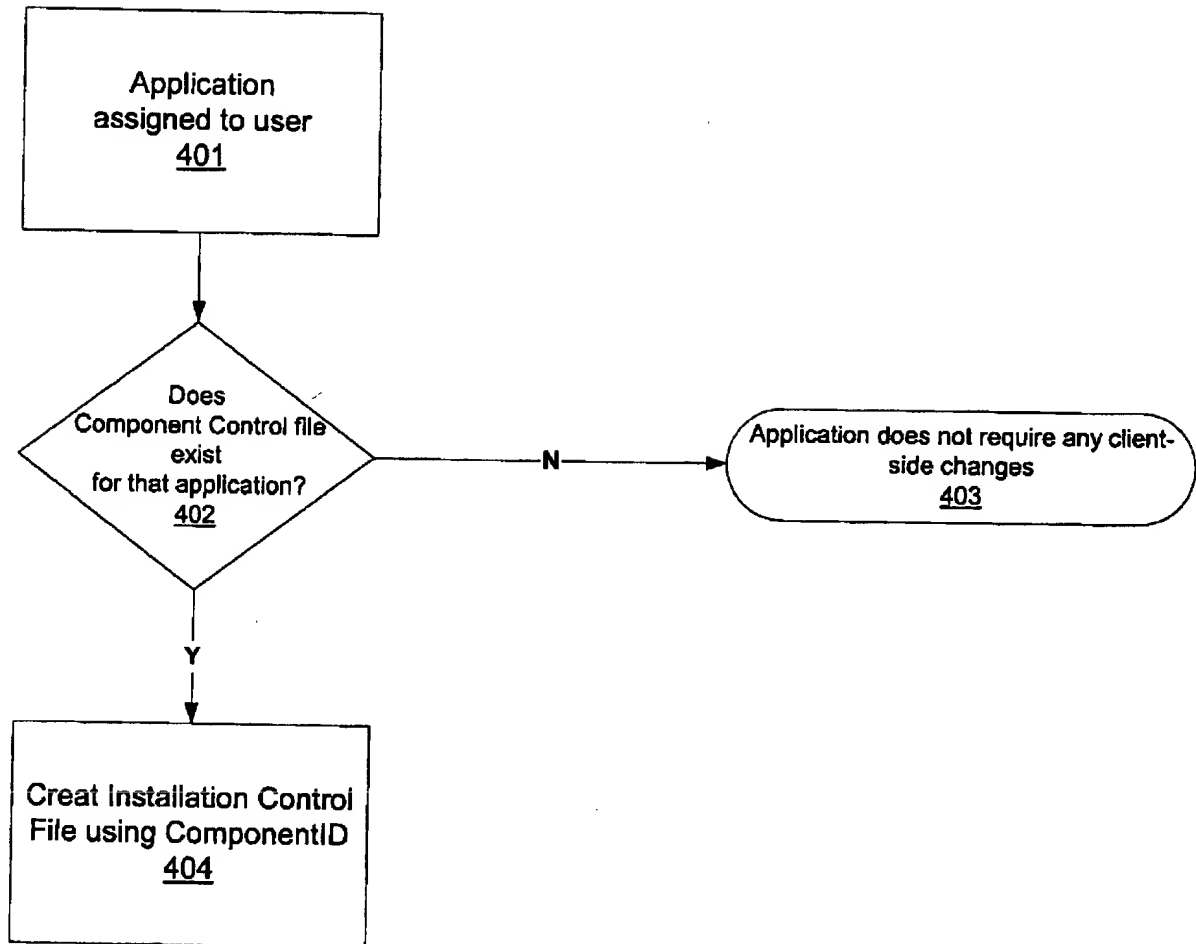 Application
assigned to user
401
Does
Component Control file
exist
for that application?
402
N
Application does not require any client-
side changes
403
Y
Creat Installation Control
File using ComponentID
404